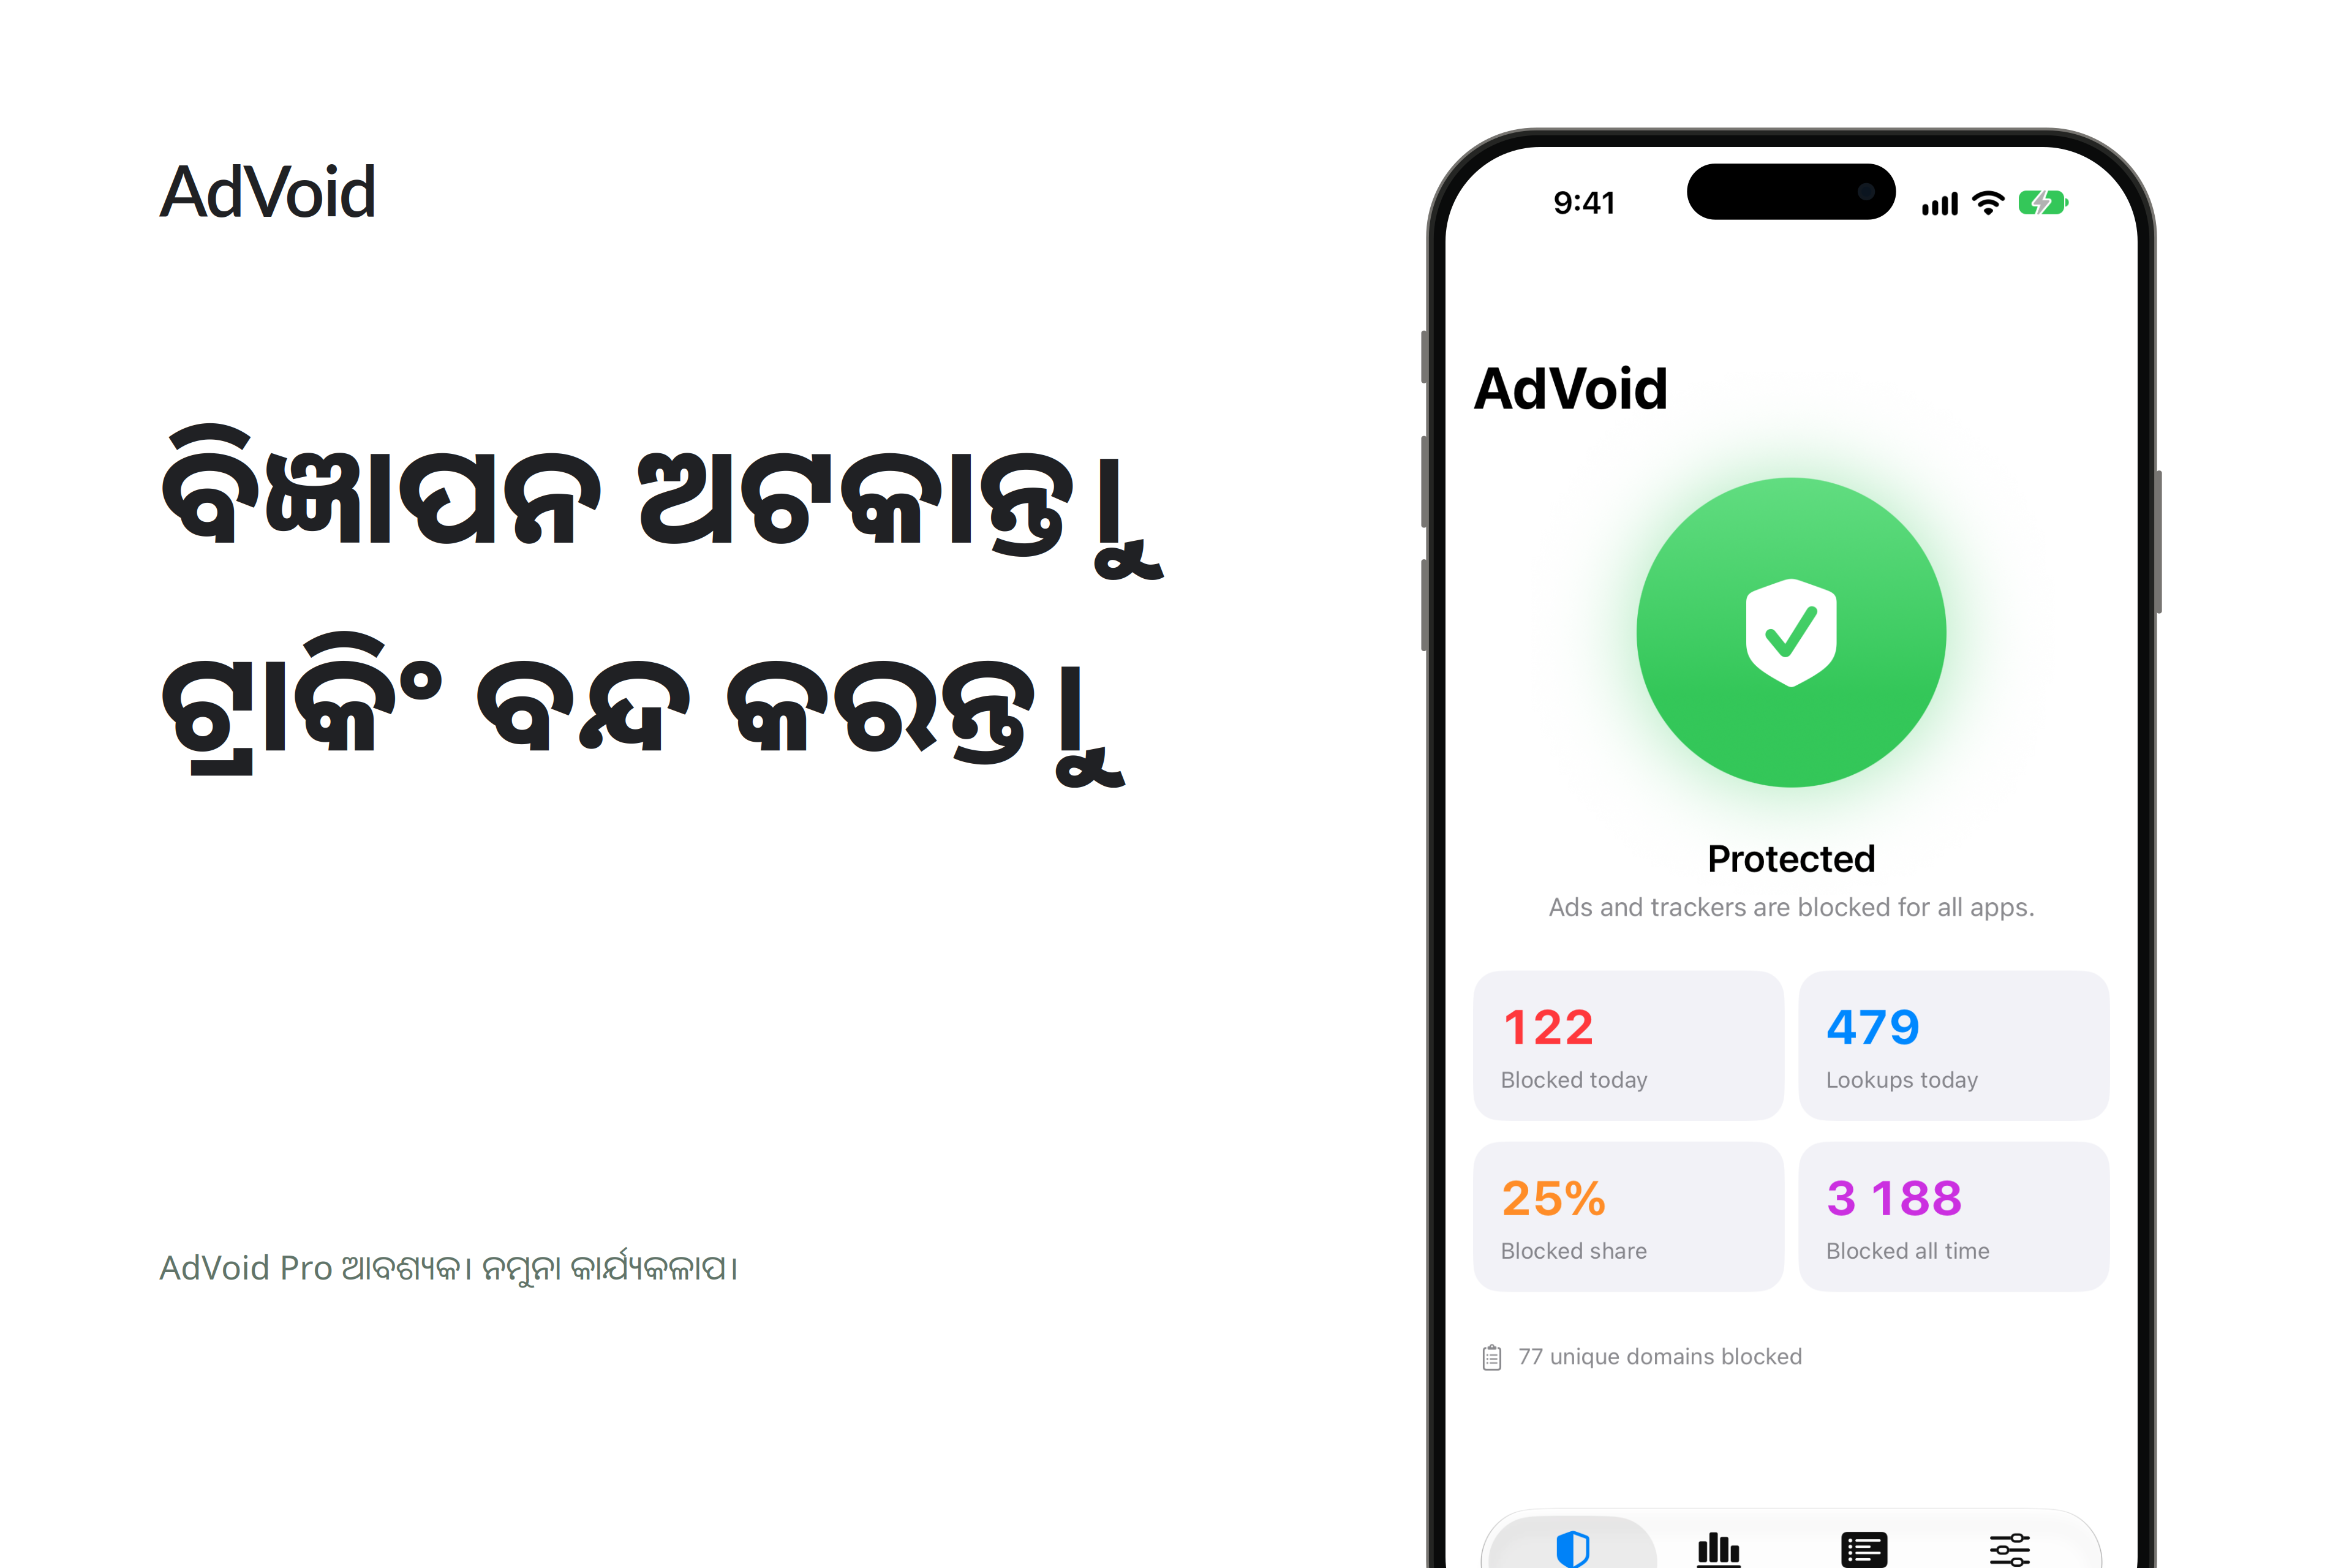 AdVoid
ବିଜ୍ଞାପନ ଅଟକାନ୍ତୁ।
ଟ୍ରାକିଂ ବନ୍ଦ କରନ୍ତୁ।
AdVoid Pro ଆବଶ୍ୟକ। ନମୁନା କାର୍ଯ୍ୟକଳାପ।
9:41
AdVoid
Protected
Ads and trackers are blocked for all apps.
122
Blocked today
479
Lookups today
25%
Blocked share
3 188
Blocked all time
77 unique domains blocked